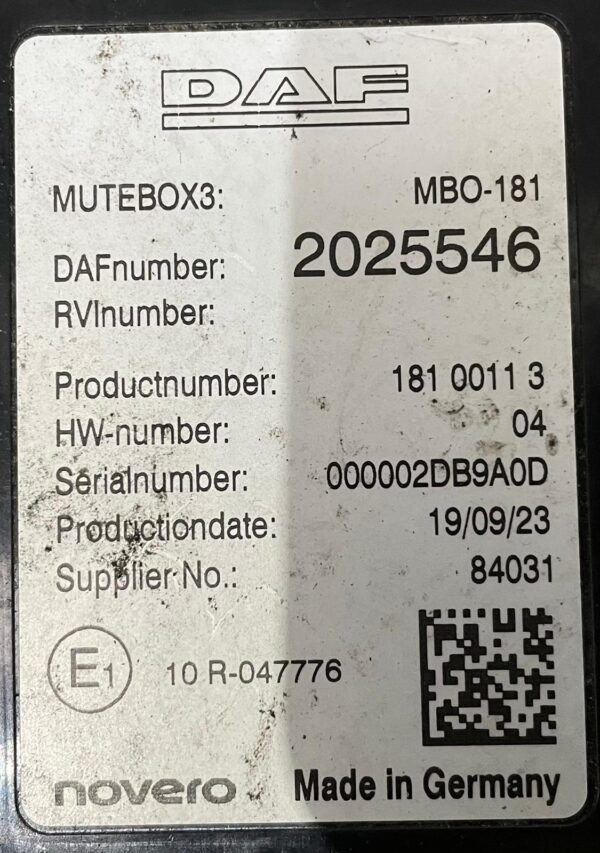 DAF
MUTEBOX3: MBO-181
DAFnumber: 2025546
RVInumber:
Productnumber: 181 0011 3
HW-number: 04
Serialnumber: 000002DB9A0D
Productiondate: 19/09/23
Supplier No.: 84031
E1 10 R-047776
novero Made in Germany